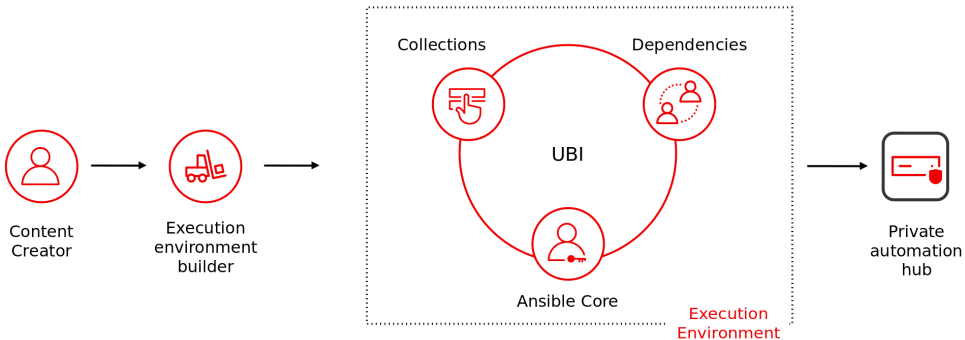 Content
Creator
Execution
environment
builder
Collections
Dependencies
UBI
Ansible Core
Execution
Environment
Private
automation
hub